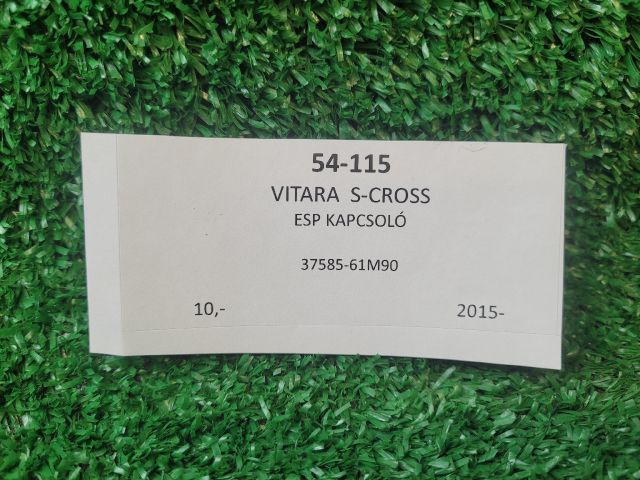 54-115
VITARA S-CROSS
ESP KAPCSOLÓ
37585-61M90
10,- 2015-